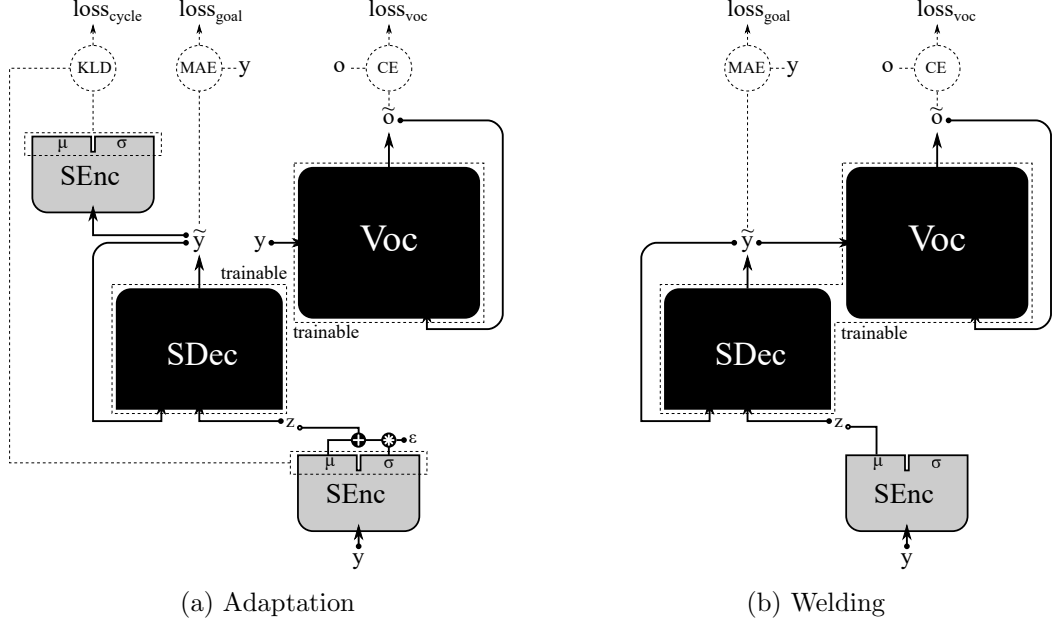 loss_cycle loss_goal loss_voc
KLD MAE y o CE
õ
μ σ
SEnc
ỹ y Voc
trainable
trainable
SDec
z
ε
μ σ
SEnc
y
(a) Adaptation
loss_goal loss_voc
MAE y o CE
õ
ỹ Voc
trainable
SDec
z
μ σ
SEnc
y
(b) Welding